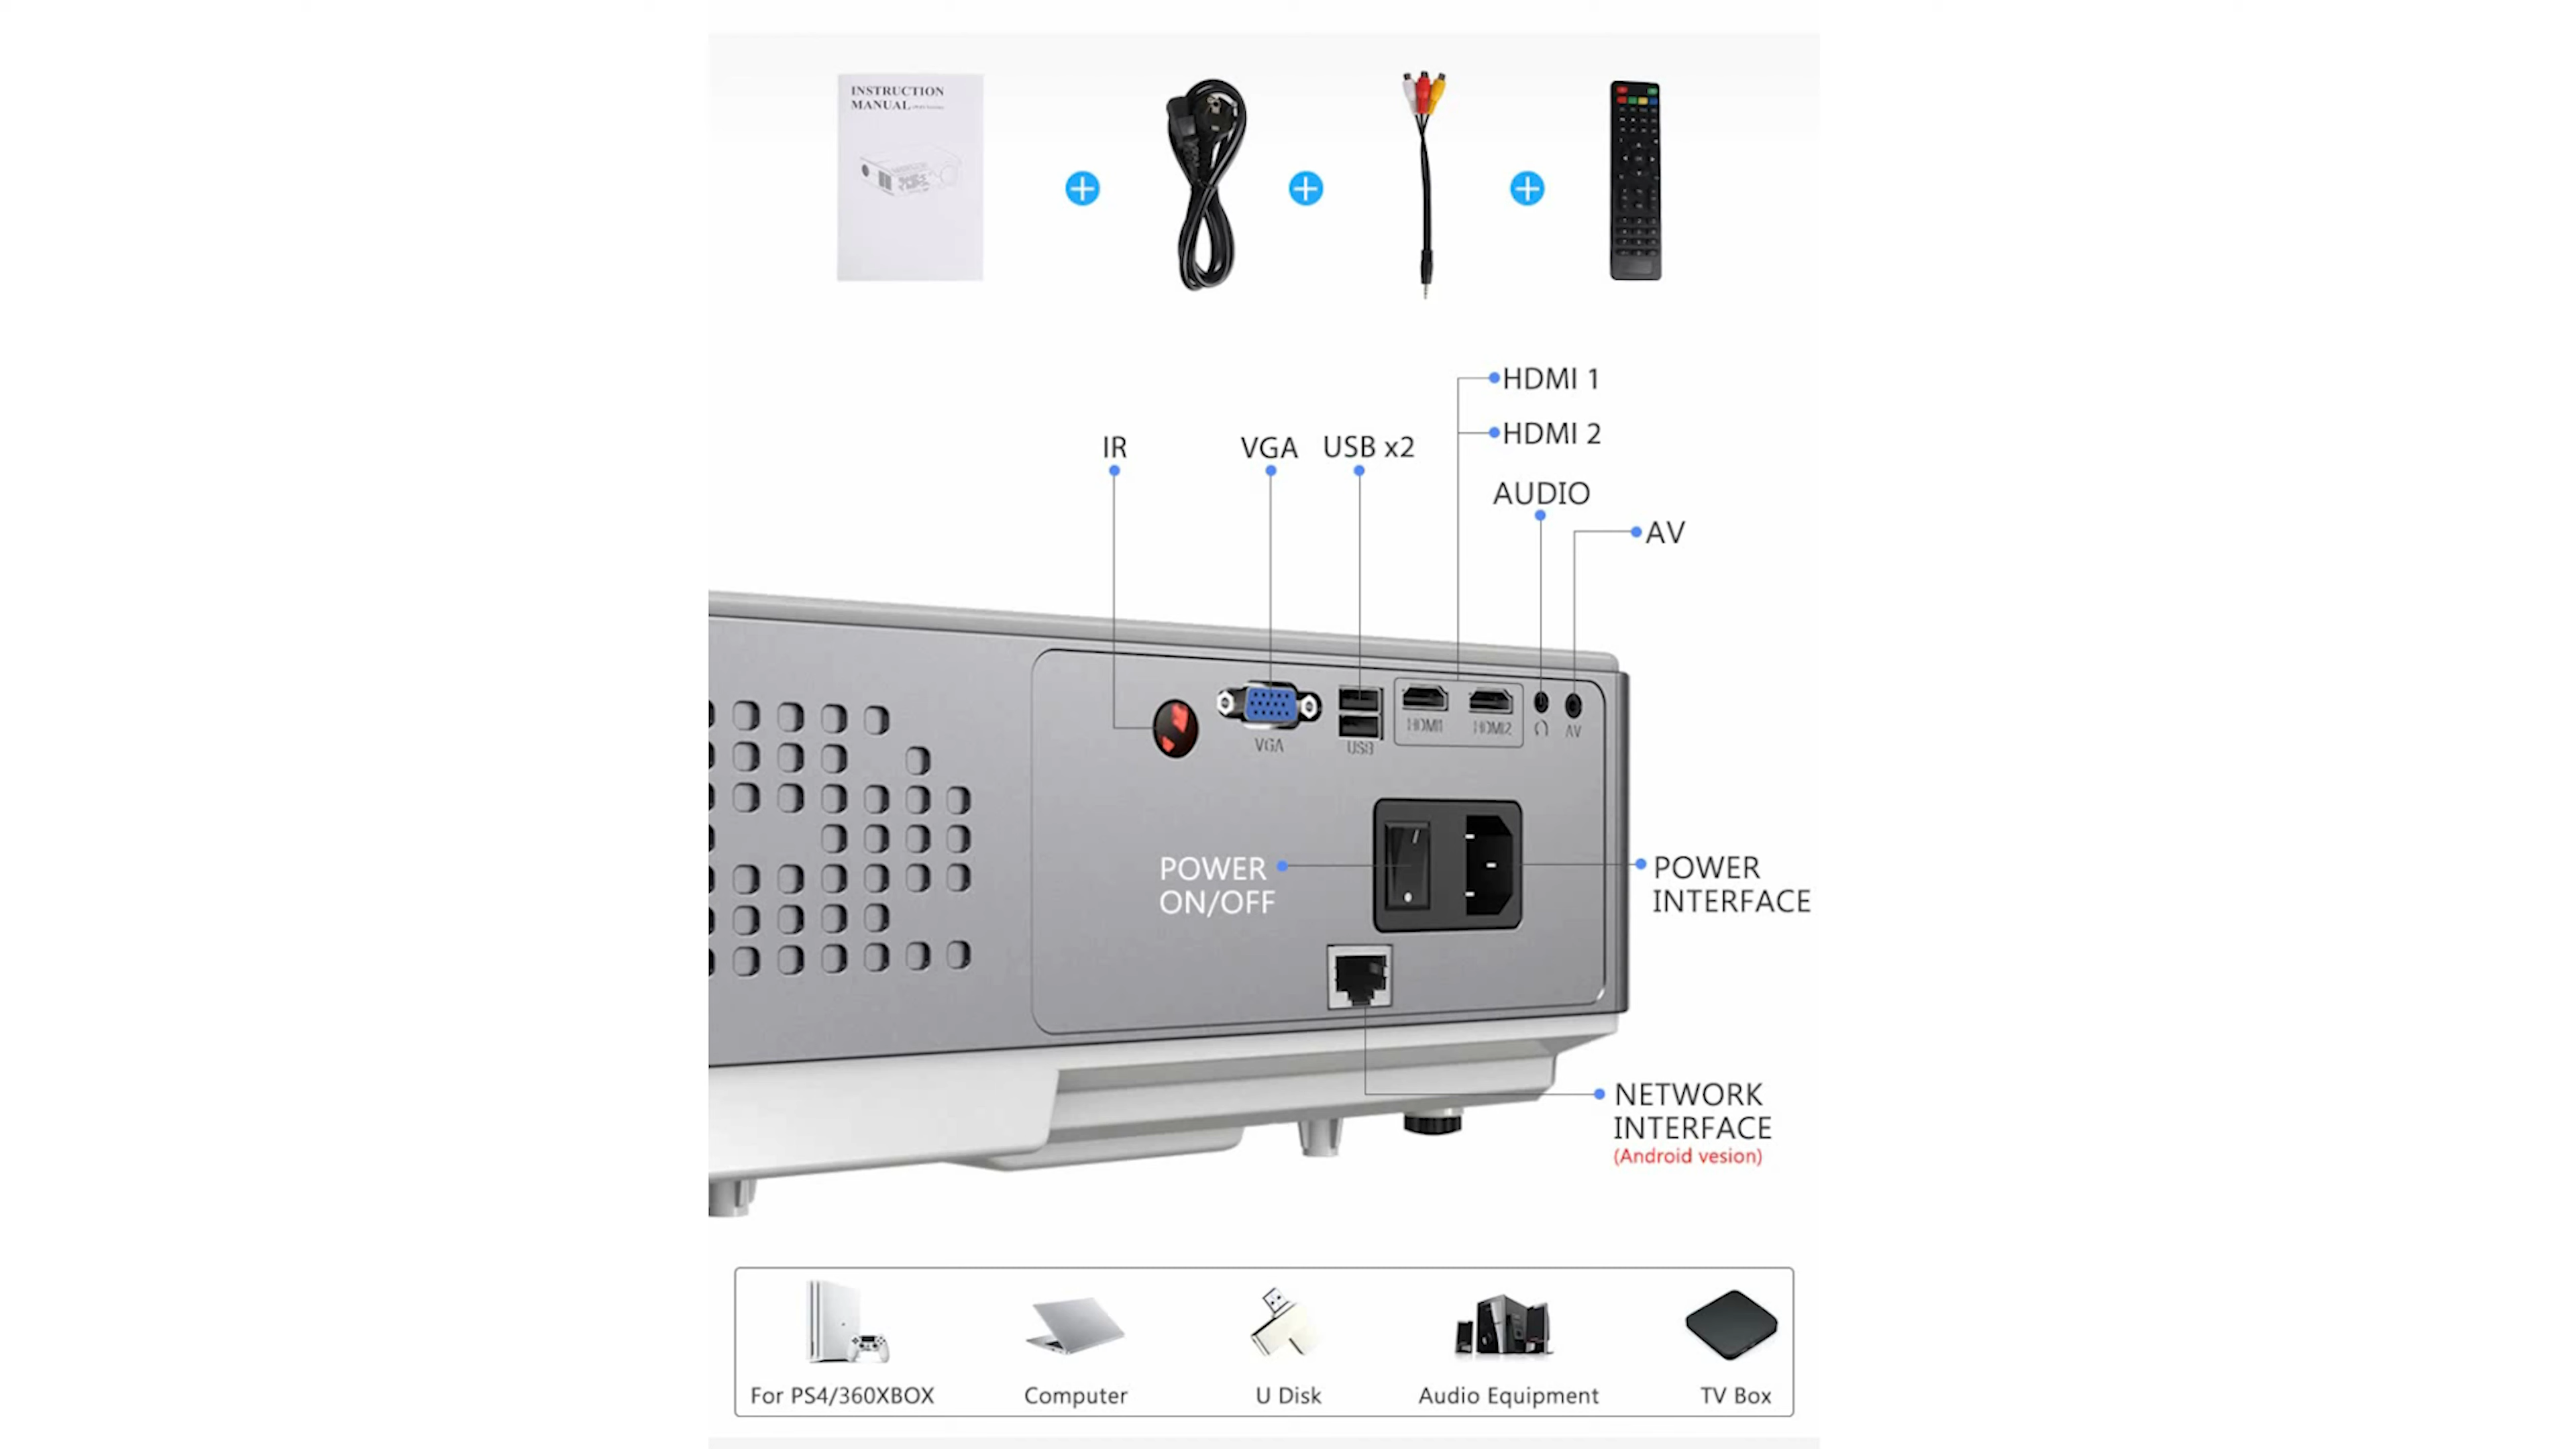 INSTRUCTION
MANUAL
HDMI 1
HDMI 2
IR
VGA
USB x2
AUDIO
AV
VGA
USB
HDMI1
HDMI2
AV
POWER
ON/OFF
POWER
INTERFACE
NETWORK
INTERFACE
(Android vesion)
For PS4/360XBOX
Computer
U Disk
Audio Equipment
TV Box